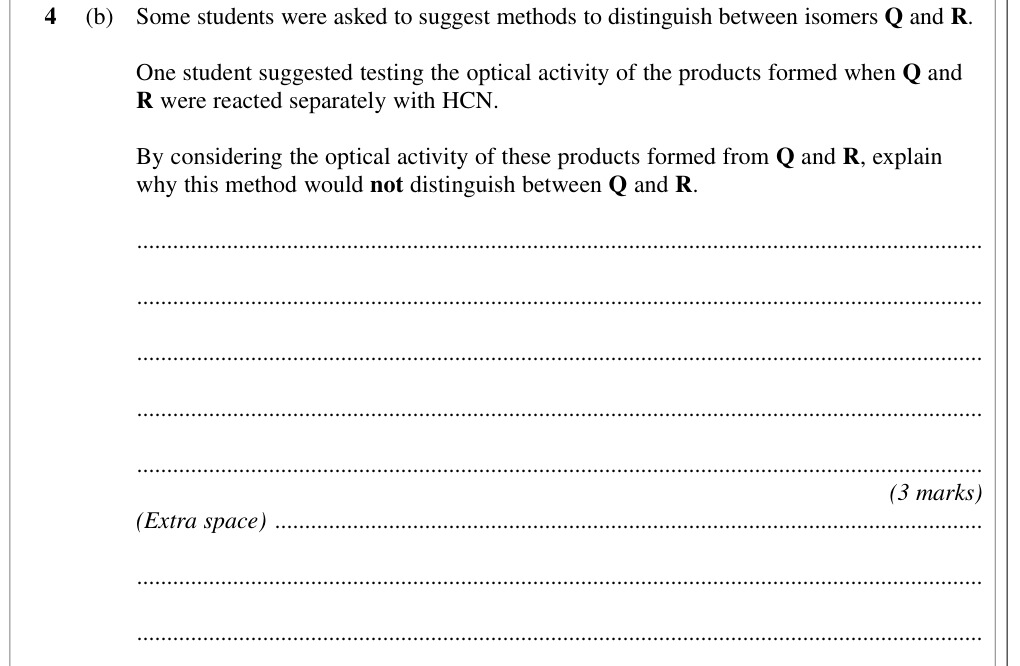 4 (b) Some students were asked to suggest methods to distinguish between isomers Q and R.
One student suggested testing the optical activity of the products formed when Q and
R were reacted separately with HCN.
By considering the optical activity of these products formed from Q and R, explain
why this method would not distinguish between Q and R.
(3 marks)
(Extra space)